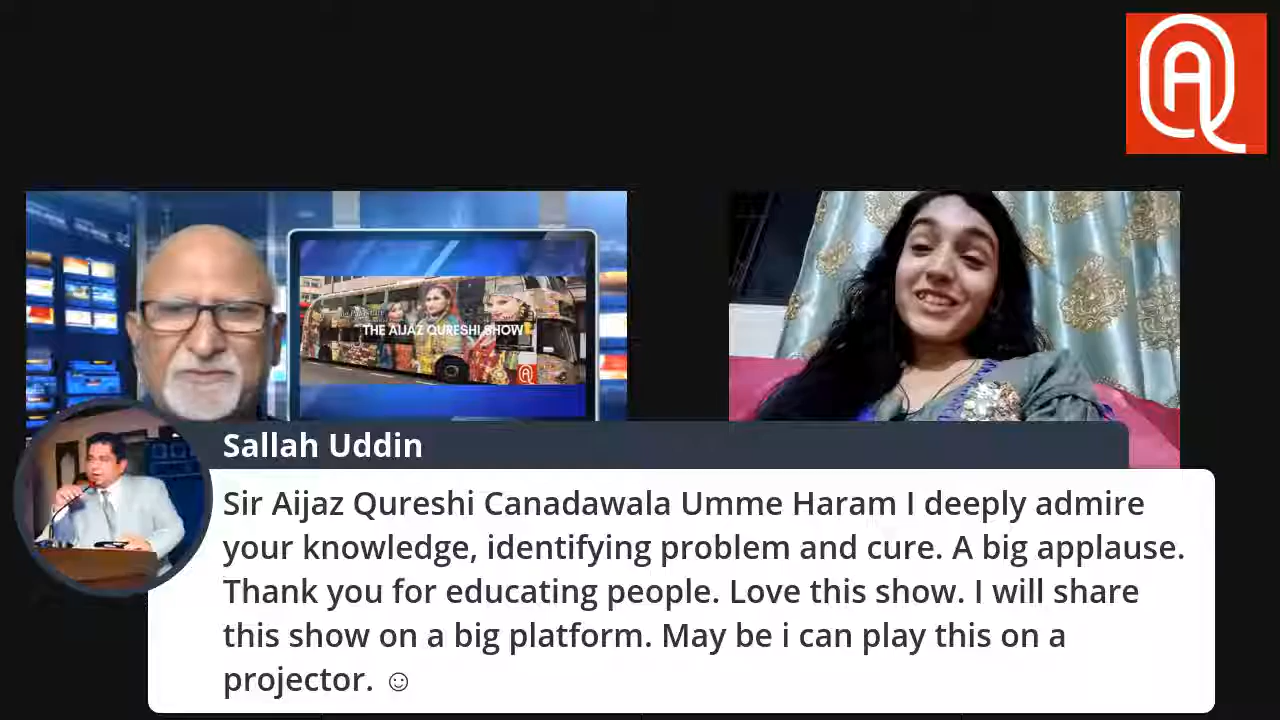 THE AIJAZ QURESHI SHOW
Sallah Uddin
Sir Aijaz Qureshi Canadawala Umme Haram I deeply admire
your knowledge, identifying problem and cure. A big applause.
Thank you for educating people. Love this show. I will share
this show on a big platform. May be i can play this on a
projector. ☺